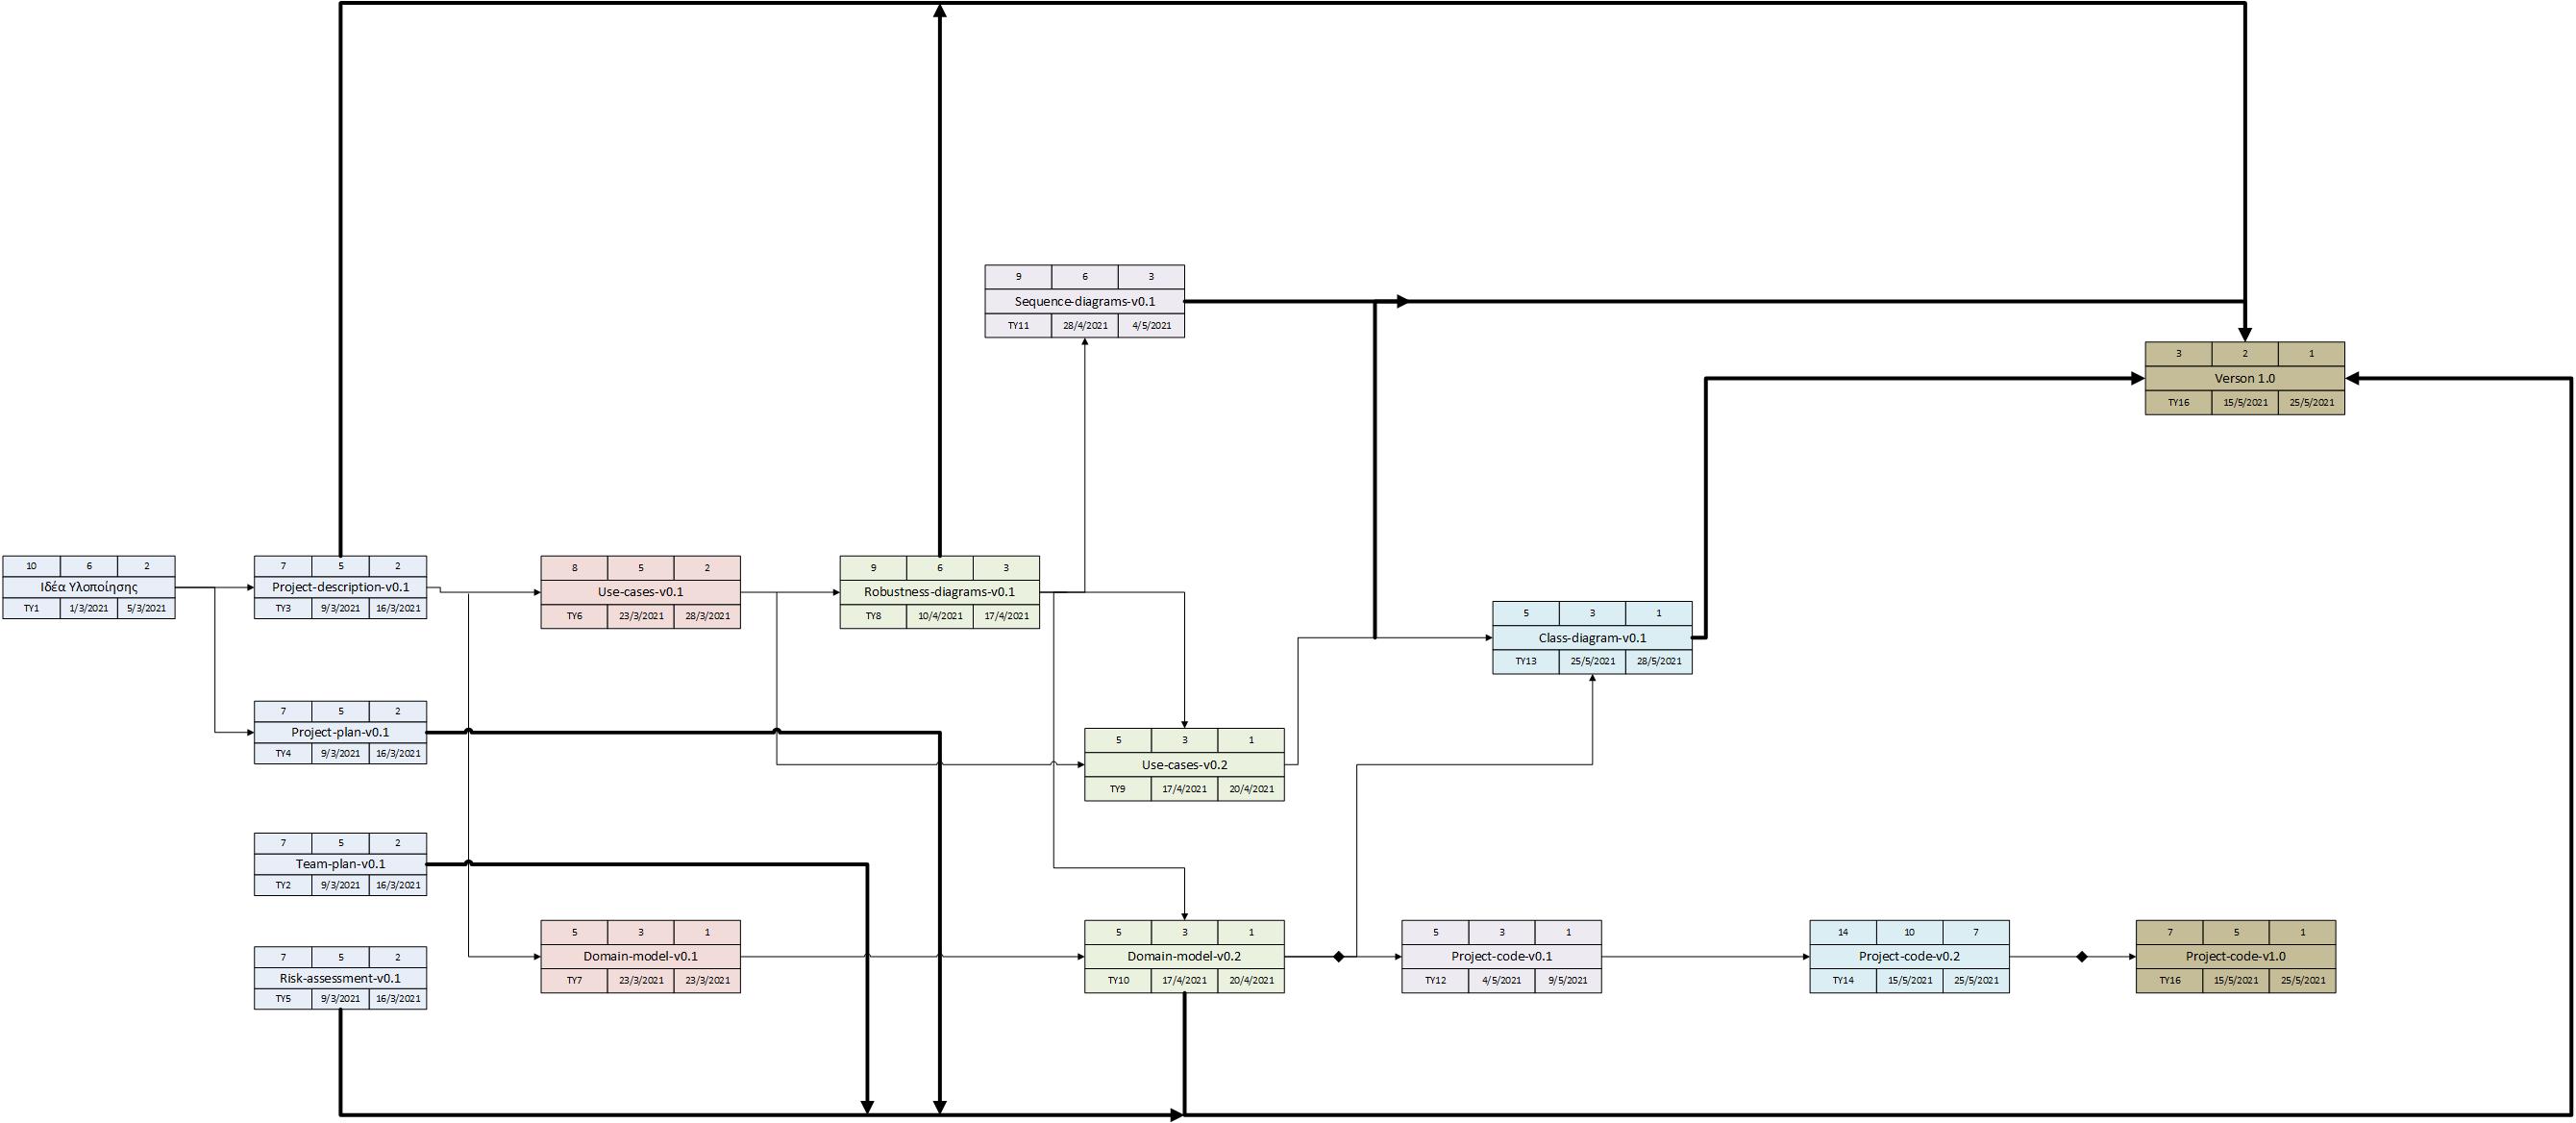 9 6 3
Sequence-diagrams-v0.1
TY11 28/4/2021 4/5/2021
3 2 1
Verson 1.0
TY16 15/5/2021 25/5/2021
10 6 2
Ιδέα Υλοποίησης
TY1 1/3/2021 5/3/2021
7 5 2
Project-description-v0.1
TY3 9/3/2021 16/3/2021
8 5 2
Use-cases-v0.1
TY6 23/3/2021 28/3/2021
9 6 3
Robustness-diagrams-v0.1
TY8 10/4/2021 17/4/2021
5 3 1
Class-diagram-v0.1
TY13 25/5/2021 28/5/2021
7 5 2
Project-plan-v0.1
TY4 9/3/2021 16/3/2021
5 3 1
Use-cases-v0.2
TY9 17/4/2021 20/4/2021
7 5 2
Team-plan-v0.1
TY2 9/3/2021 16/3/2021
7 5 2
Risk-assessment-v0.1
TY5 9/3/2021 16/3/2021
5 3 1
Domain-model-v0.1
TY7 23/3/2021 23/3/2021
5 3 1
Domain-model-v0.2
TY10 17/4/2021 20/4/2021
5 3 1
Project-code-v0.1
TY12 4/5/2021 9/5/2021
14 10 7
Project-code-v0.2
TY14 15/5/2021 25/5/2021
7 5 1
Project-code-v1.0
TY16 15/5/2021 25/5/2021